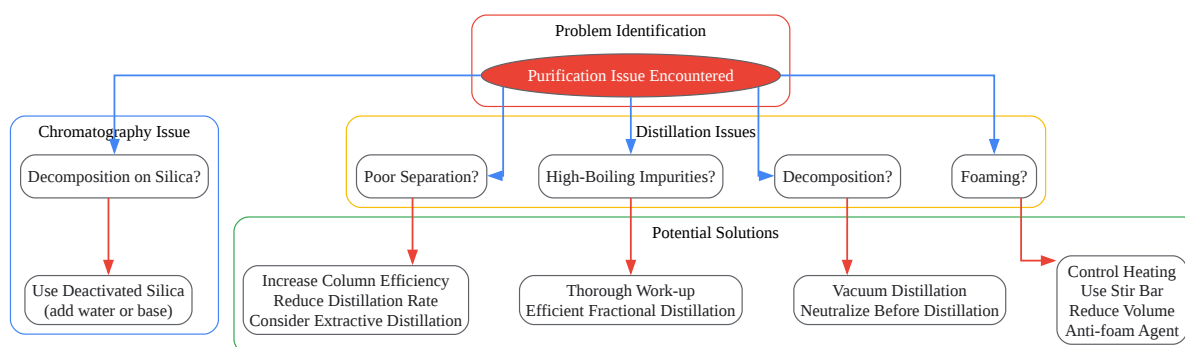 Problem Identification
Purification Issue Encountered
Chromatography Issue
Distillation Issues
Decomposition on Silica?
Poor Separation?
High-Boiling Impurities?
Decomposition?
Foaming?
Potential Solutions
Use Deactivated Silica
(add water or base)
Increase Column Efficiency
Reduce Distillation Rate
Consider Extractive Distillation
Thorough Work-up
Efficient Fractional Distillation
Vacuum Distillation
Neutralize Before Distillation
Control Heating
Use Stir Bar
Reduce Volume
Anti-foam Agent